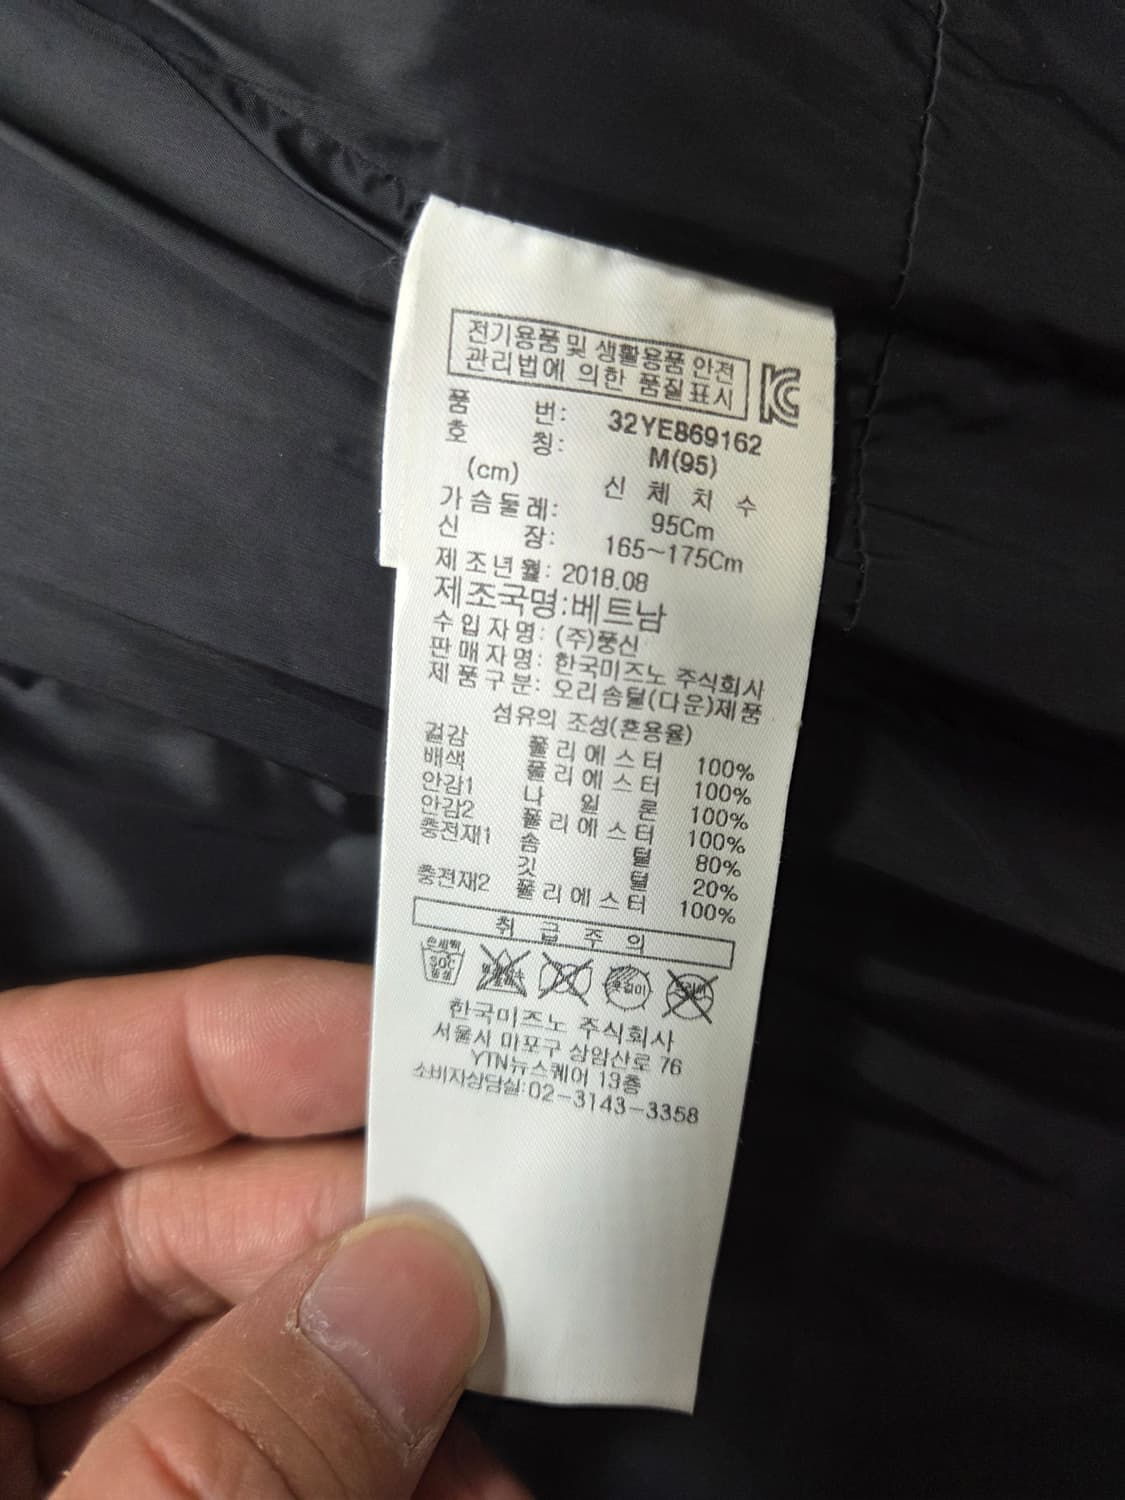 전기용품 및 생활용품 안전
관리법에 의한 품질표시
품 번: 32YE869162
호 칭: M(95)
(cm) 신체치수
가슴둘레: 95Cm
신 장: 165~175Cm
제조년월: 2018.08
제조국명:베트남
수입자명: (주)풍신
판매자명: 한국미즈노 주식회사
제품구분: 오리솜털(다운)제품
섬유의 조성(혼용율)
겉감 폴리에스터 100%
배색 폴리에스터 100%
안감1 나 일 론 100%
안감2 폴리에스터 100%
충전재1 솜 털 80%
깃 털 20%
충전재2 폴리에스터 100%
취 급 주 의
손세탁
30C
중성
옷걸이
한국미즈노 주식회사
서울시 마포구 상암산로 76
YTN뉴스퀘어 13층
소비자상담실:02-3143-3358